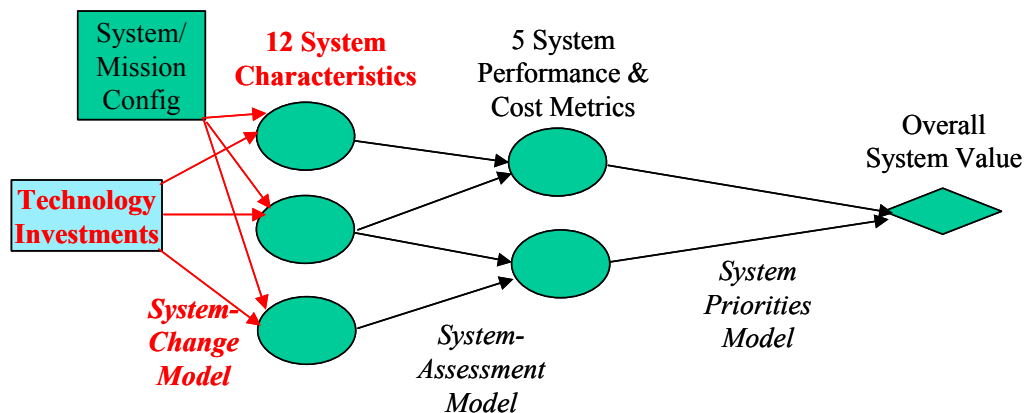 System/
Mission
Config
12 System
Characteristics
5 System
Performance &
Cost Metrics
Overall
System Value
Technology
Investments
System-
Change
Model
System-
Assessment
Model
System
Priorities
Model